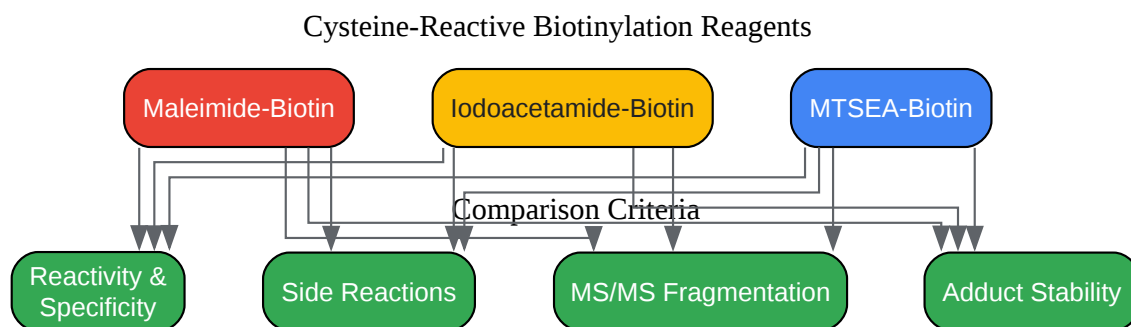 Cysteine-Reactive Biotinylation Reagents
Maleimide-Biotin
Iodoacetamide-Biotin
MTSEA-Biotin
Comparison Criteria
Reactivity &
Specificity
Side Reactions
MS/MS Fragmentation
Adduct Stability